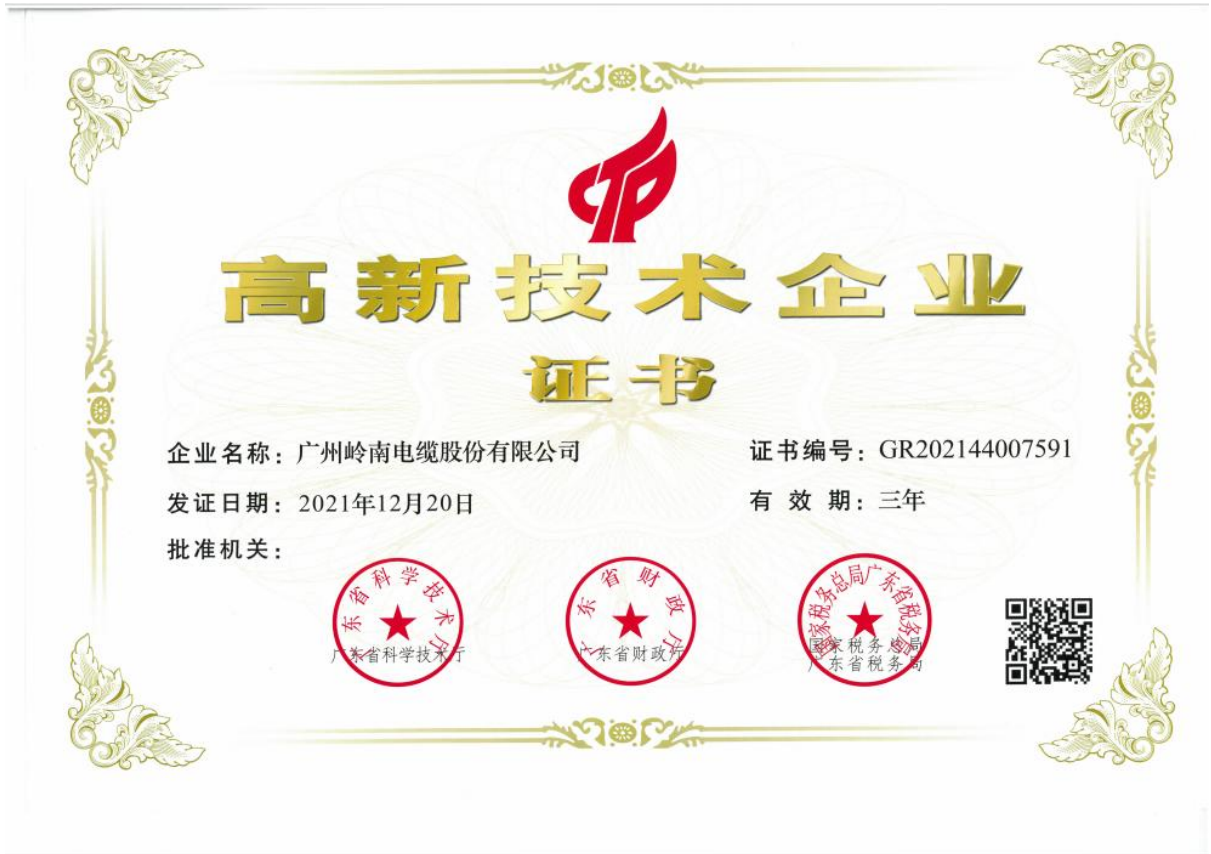 CTP
高新技术企业
证书
企业名称：广州岭南电缆股份有限公司
证书编号：GR202144007591
发证日期：2021年12月20日
有 效 期：三年
批准机关：
广东省科学技术厅
广东省科学技术厅
广东省财政厅
广东省财政厅
国家税务总局广东省税务局
国家税务总局
广东省税务局